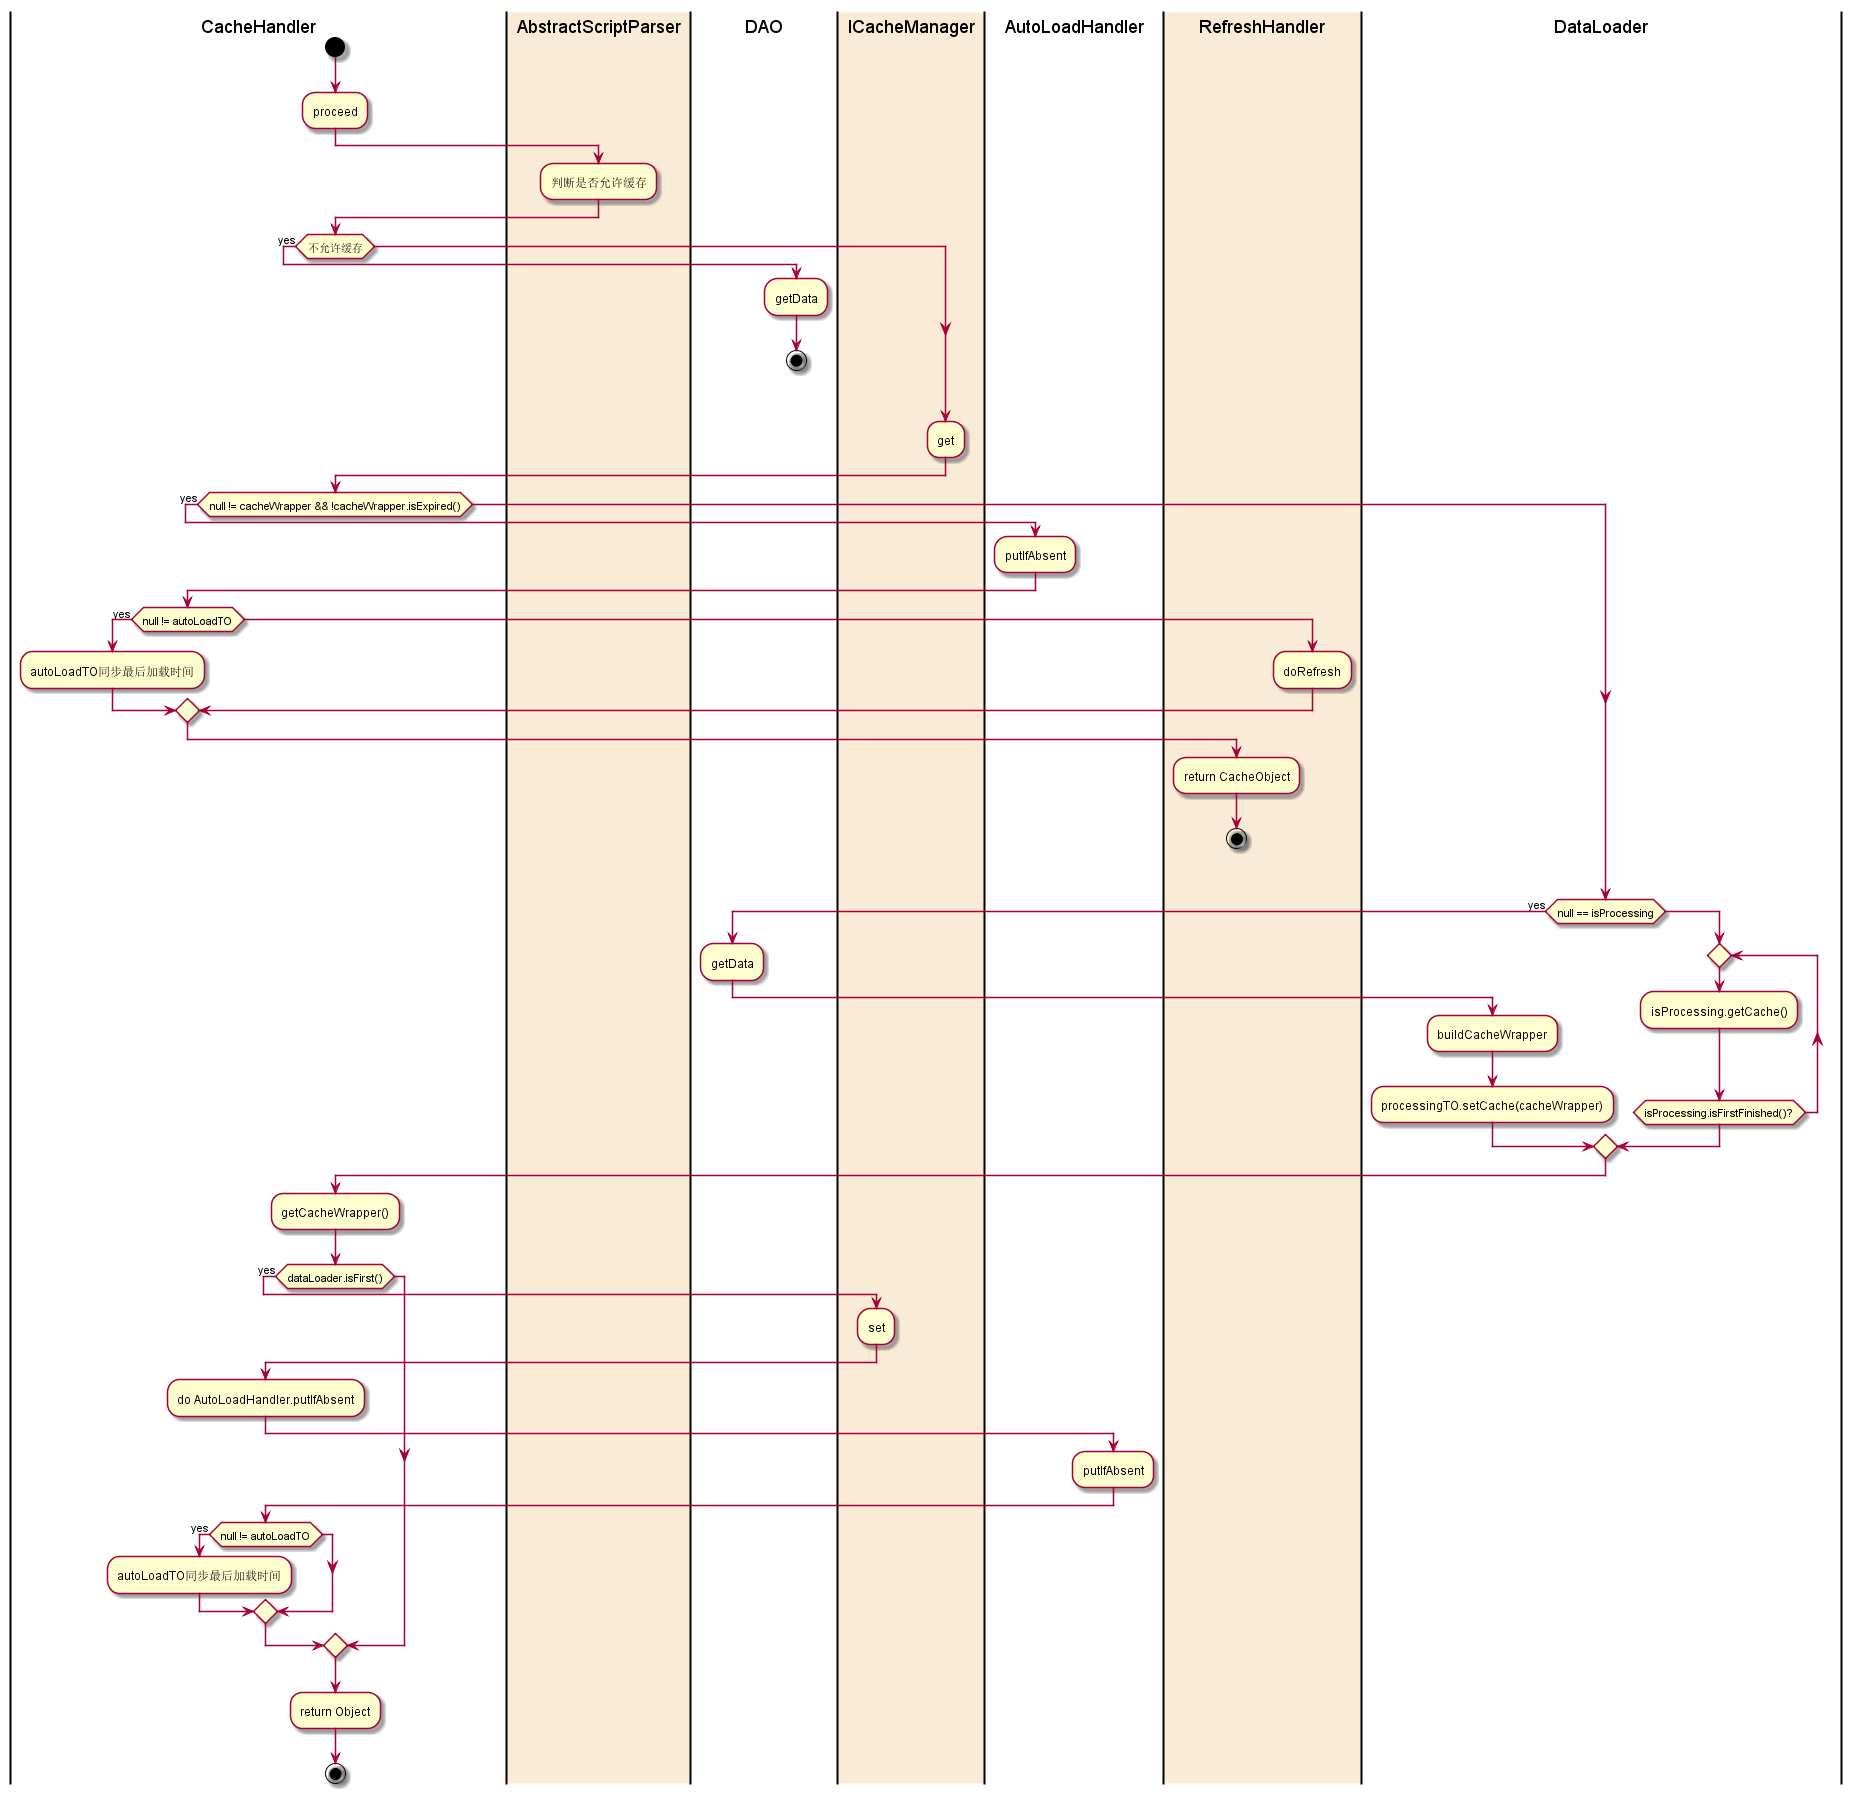 CacheHandler
AbstractScriptParser
DAO
ICacheManager
AutoLoadHandler
RefreshHandler
DataLoader
proceed
判断是否允许缓存
yes
不允许缓存
getData
get
yes
null != cacheWrapper && !cacheWrapper.isExpired()
putIfAbsent
yes
null != autoLoadTO
autoLoadTO同步最后加载时间
doRefresh
return CacheObject
yes
null == isProcessing
getData
isProcessing.getCache()
buildCacheWrapper
processingTO.setCache(cacheWrapper)
isProcessing.isFirstFinished()?
getCacheWrapper()
yes
dataLoader.isFirst()
set
do AutoLoadHandler.putIfAbsent
putIfAbsent
yes
null != autoLoadTO
autoLoadTO同步最后加载时间
return Object